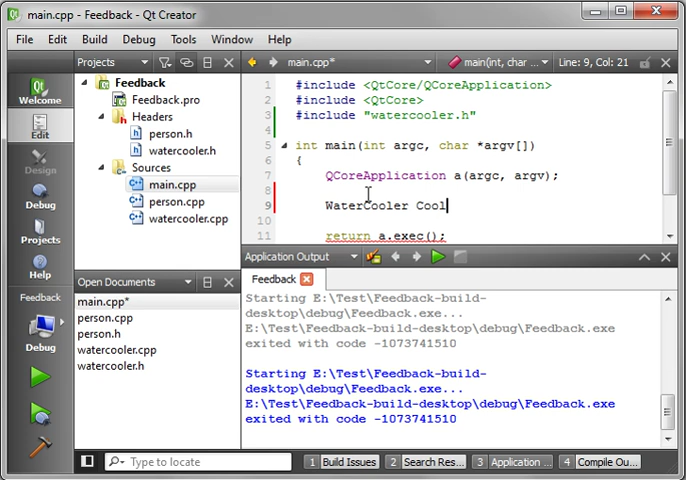 main.cpp - Feedback - Qt Creator
File Edit Build Debug Tools Window Help
Projects
main.cpp*
main(int, char *...
Line: 9, Col: 21
Welcome
Edit
Design
Debug
Projects
Help
Feedback
Debug
Feedback
Feedback.pro
Headers
person.h
watercooler.h
Sources
main.cpp
person.cpp
watercooler.cpp
Open Documents
main.cpp*
person.cpp
person.h
watercooler.cpp
watercooler.h
1 #include <QtCore/QCoreApplication>
2 #include <QtCore>
3 #include "watercooler.h"
4
5 int main(int argc, char *argv[])
6 {
7 QCoreApplication a(argc, argv);
8
9 WaterCooler Cool
10
11 return a.exec();
Application Output
Feedback
Starting E:\Test\Feedback-build-
desktop\debug\Feedback.exe...
E:\Test\Feedback-build-desktop\debug\Feedback.exe
exited with code -1073741510
Starting E:\Test\Feedback-build-
desktop\debug\Feedback.exe...
E:\Test\Feedback-build-desktop\debug\Feedback.exe
exited with code -1073741510
Type to locate
1 Build Issues
2 Search Res...
3 Application ...
4 Compile Ou...